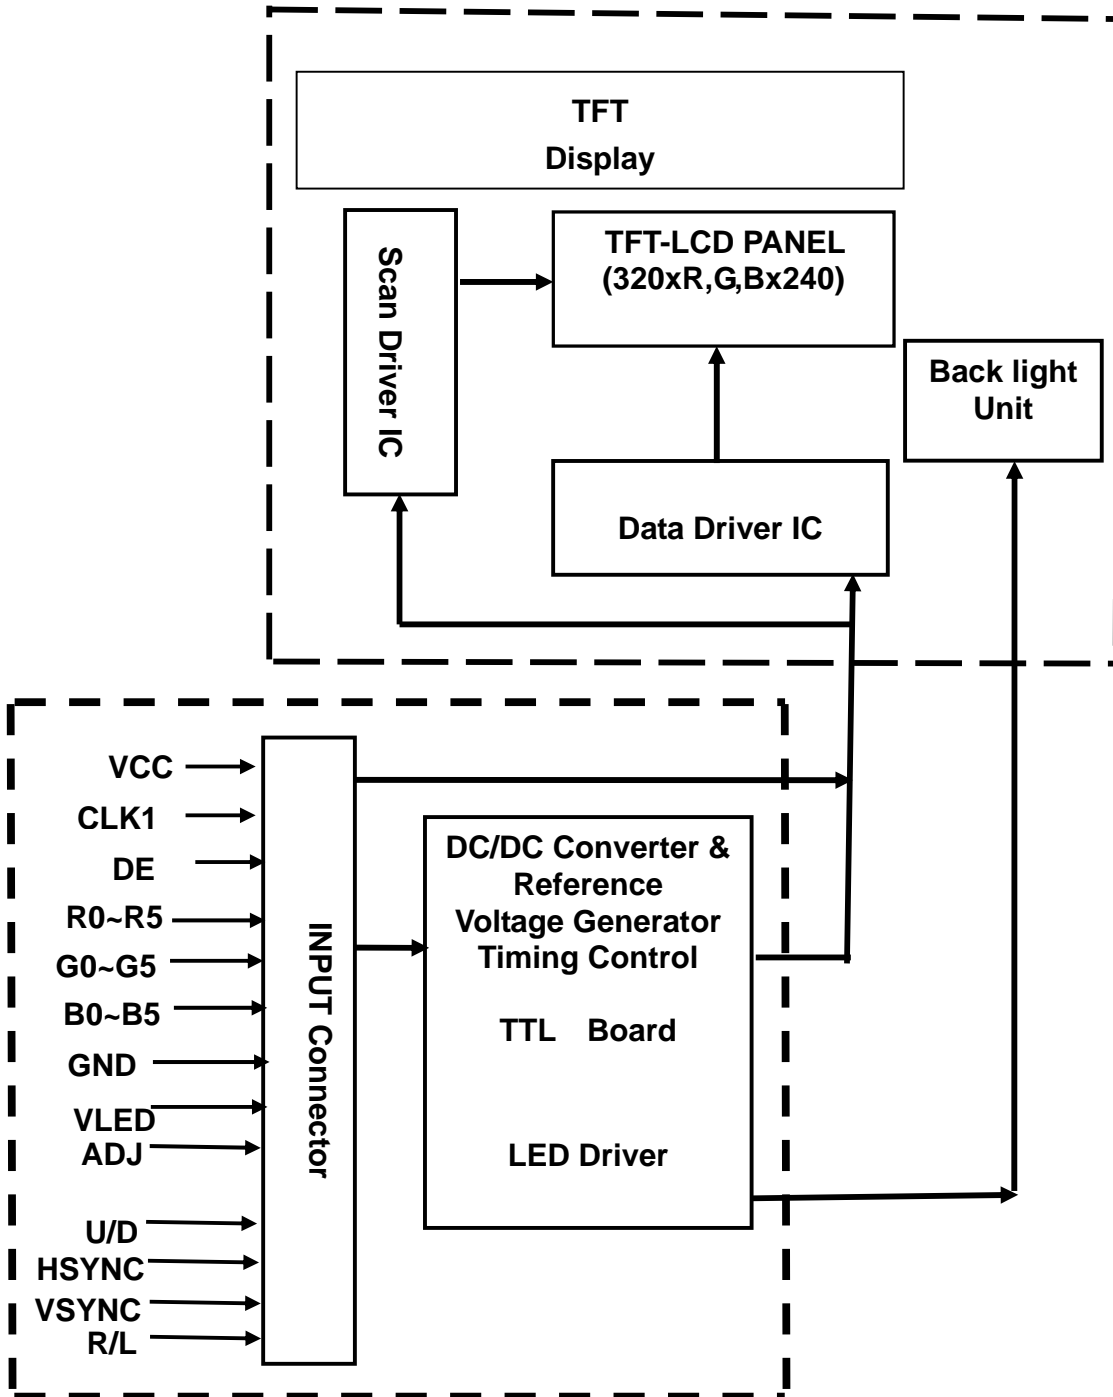 TFT
Display
Scan Driver IC
TFT-LCD PANEL
(320xR,G,Bx240)
Back light
Unit
Data Driver IC
VCC
CLK1
DE
R0~R5
G0~G5
B0~B5
GND
VLED
ADJ
U/D
HSYNC
VSYNC
R/L
INPUT Connector
DC/DC Converter &
Reference
Voltage Generator
Timing Control
TTL Board
LED Driver